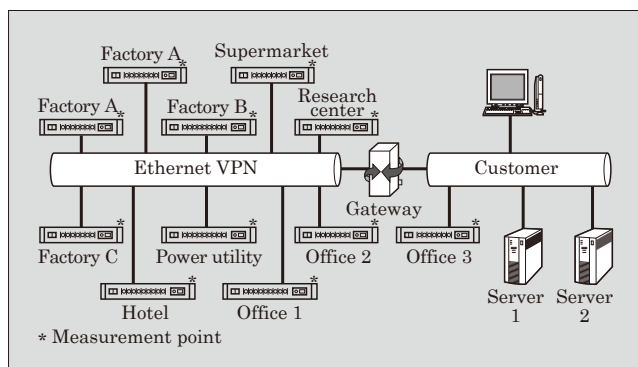 Factory A
*
Supermarket
*
Factory A
*
Factory B
*
Research
center
*
Ethernet VPN
Customer
Gateway
*
Factory C
*
Power utility
*
Office 2
*
Office 3
*
Hotel
*
Office 1
Server
1
Server
2
* Measurement point